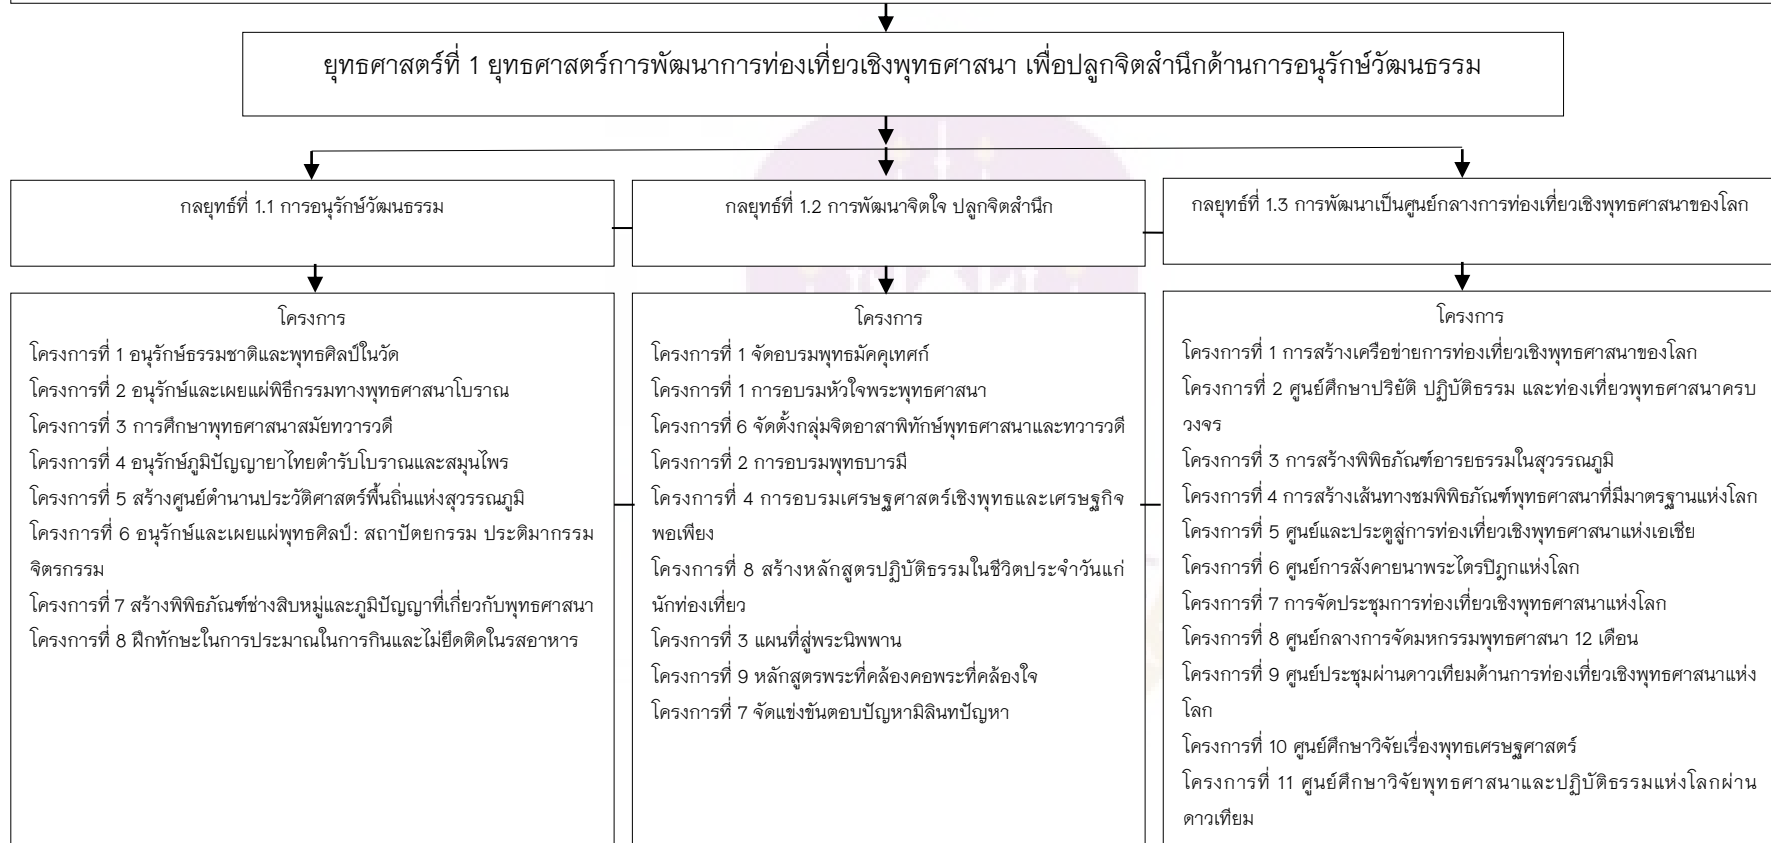 ยุทธศาสตร์ที่ 1 ยุทธศาสตร์การพัฒนาการท่องเที่ยวเชิงพุทธศาสนา เพื่อปลูกจิตสำนึกด้านการอนุรักษ์วัฒนธรรม
กลยุทธ์ที่ 1.1 การอนุรักษ์วัฒนธรรม
โครงการ
โครงการที่ 1 อนุรักษ์ธรรมชาติและพุทธศิลป์ในวัด
โครงการที่ 2 อนุรักษ์และเผยแผ่พิธีกรรมทางพุทธศาสนาโบราณ
โครงการที่ 3 การศึกษาพุทธศาสนาสมัยทวารวดี
โครงการที่ 4 อนุรักษ์ภูมิปัญญายาไทยตำรับโบราณและสมุนไพร
โครงการที่ 5 สร้างศูนย์ตำนานประวัติศาสตร์พื้นถิ่นแห่งสุวรรณภูมิ
โครงการที่ 6 อนุรักษ์และเผยแผ่พุทธศิลป์: สถาปัตยกรรม ประติมากรรม
จิตรกรรม
โครงการที่ 7 สร้างพิพิธภัณฑ์ช่างสิบหมู่และภูมิปัญญาที่เกี่ยวกับพุทธศาสนา
โครงการที่ 8 ฝึกทักษะในการประมาณในการกินและไม่ยึดติดในรสอาหาร
กลยุทธ์ที่ 1.2 การพัฒนาจิตใจ ปลูกจิตสำนึก
โครงการ
โครงการที่ 1 จัดอบรมพุทธมัคคุเทศก์
โครงการที่ 1 การอบรมหัวใจพระพุทธศาสนา
โครงการที่ 6 จัดตั้งกลุ่มจิตอาสาพิทักษ์พุทธศาสนาและทวารวดี
โครงการที่ 2 การอบรมพุทธบารมี
โครงการที่ 4 การอบรมเศรษฐศาสตร์เชิงพุทธและเศรษฐกิจ
พอเพียง
โครงการที่ 8 สร้างหลักสูตรปฏิบัติธรรมในชีวิตประจำวันแก่
นักท่องเที่ยว
โครงการที่ 3 แผนที่สู่พระนิพพาน
โครงการที่ 9 หลักสูตรพระที่คล้องคอพระที่คล้องใจ
โครงการที่ 7 จัดแข่งขันตอบปัญหามิลินทปัญหา
กลยุทธ์ที่ 1.3 การพัฒนาเป็นศูนย์กลางการท่องเที่ยวเชิงพุทธศาสนาของโลก
โครงการ
โครงการที่ 1 การสร้างเครือข่ายการท่องเที่ยวเชิงพุทธศาสนาของโลก
โครงการที่ 2 ศูนย์ศึกษาปริยัติ ปฏิบัติธรรม และท่องเที่ยวพุทธศาสนาครบ
วงจร
โครงการที่ 3 การสร้างพิพิธภัณฑ์อารยธรรมในสุวรรณภูมิ
โครงการที่ 4 การสร้างเส้นทางชมพิพิธภัณฑ์พุทธศาสนาที่มีมาตรฐานแห่งโลก
โครงการที่ 5 ศูนย์และประตูสู่การท่องเที่ยวเชิงพุทธศาสนาแห่งเอเชีย
โครงการที่ 6 ศูนย์การสังคายนาพระไตรปิฎกแห่งโลก
โครงการที่ 7 การจัดประชุมการท่องเที่ยวเชิงพุทธศาสนาแห่งโลก
โครงการที่ 8 ศูนย์กลางการจัดมหกรรมพุทธศาสนา 12 เดือน
โครงการที่ 9 ศูนย์ประชุมผ่านดาวเทียมด้านการท่องเที่ยวเชิงพุทธศาสนาแห่ง
โลก
โครงการที่ 10 ศูนย์ศึกษาวิจัยเรื่องพุทธเศรษฐศาสตร์
โครงการที่ 11 ศูนย์ศึกษาวิจัยพุทธศาสนาและปฏิบัติธรรมแห่งโลกผ่าน
ดาวเทียม